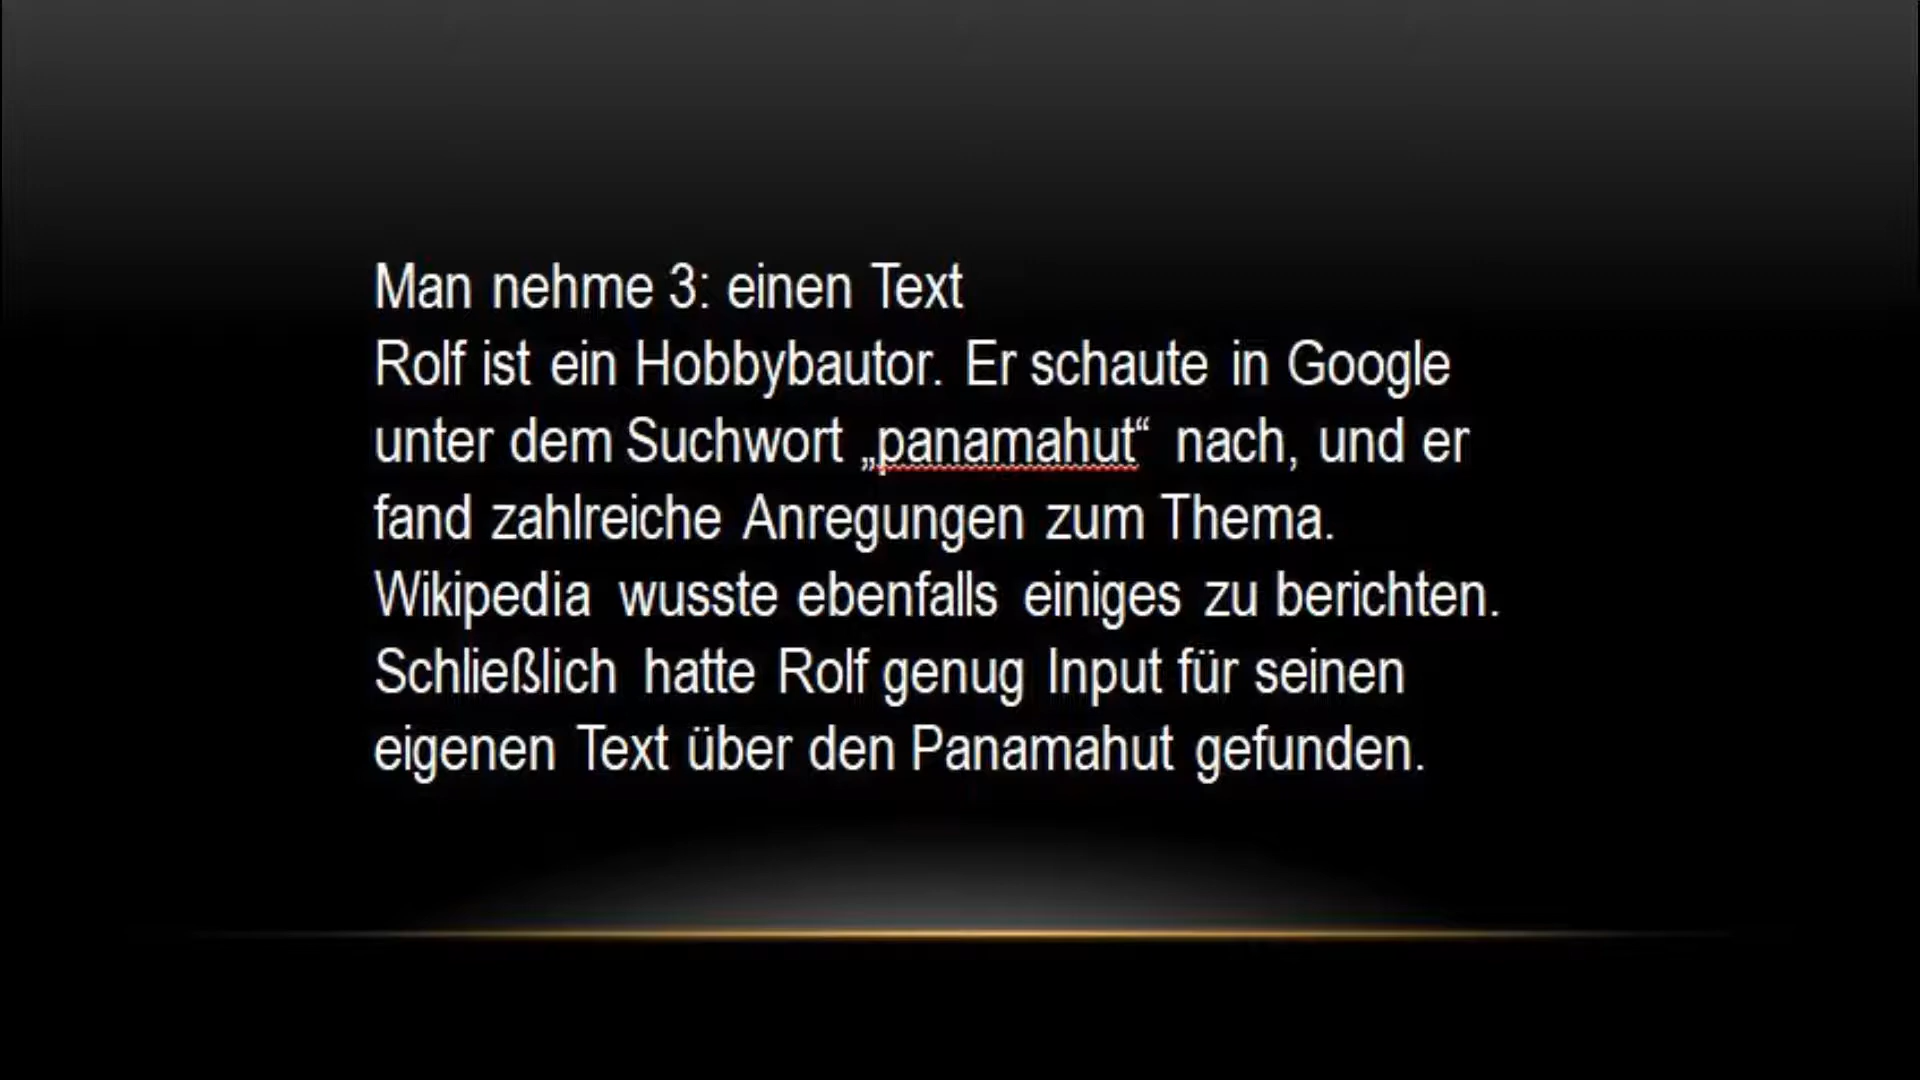 Man nehme 3: einen Text
Rolf ist ein Hobbybautor. Er schaute in Google
unter dem Suchwort „panamahut“ nach, und er
fand zahlreiche Anregungen zum Thema.
Wikipedia wusste ebenfalls einiges zu berichten.
Schließlich hatte Rolf genug Input für seinen
eigenen Text über den Panamahut gefunden.